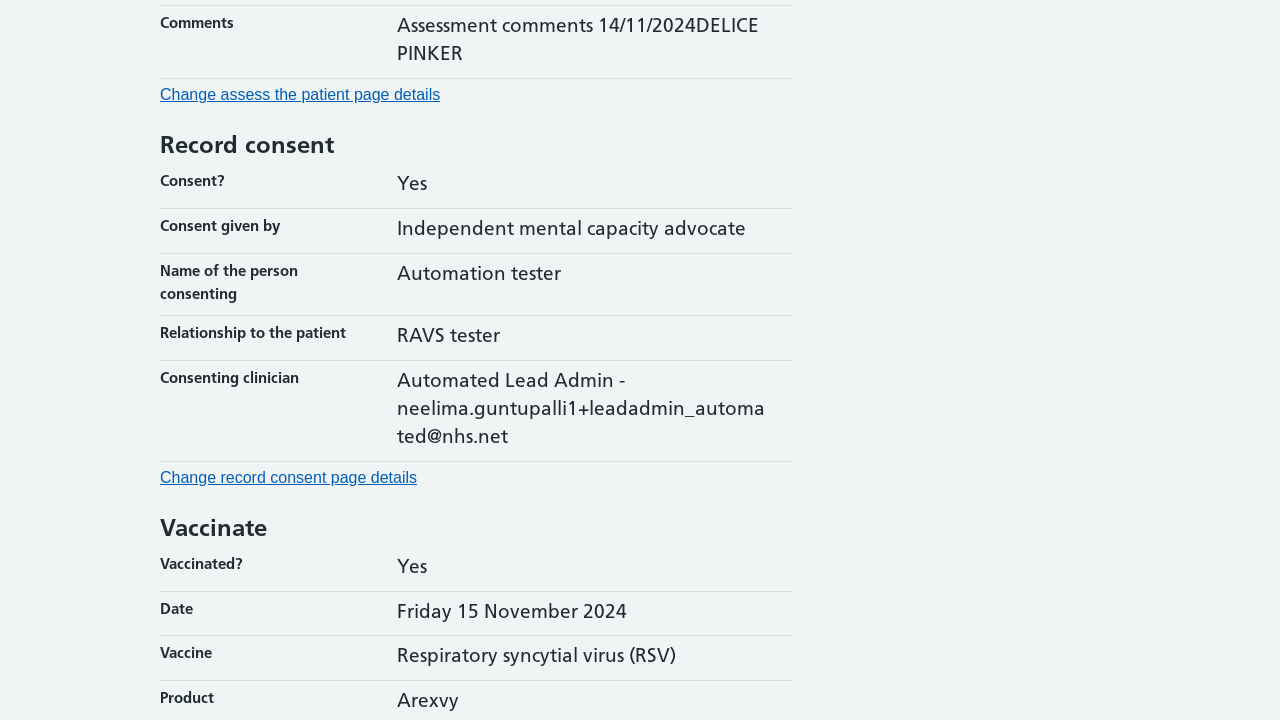 Comments
Assessment comments 14/11/2024DELICE
PINKER
Change assess the patient page details
Record consent
Consent?
Yes
Consent given by
Independent mental capacity advocate
Name of the person
consenting
Automation tester
Relationship to the patient
RAVS tester
Consenting clinician
Automated Lead Admin -
neelima.guntupalli1+leadadmin_automa
ted@nhs.net
Change record consent page details
Vaccinate
Vaccinated?
Yes
Date
Friday 15 November 2024
Vaccine
Respiratory syncytial virus (RSV)
Product
Arexvy